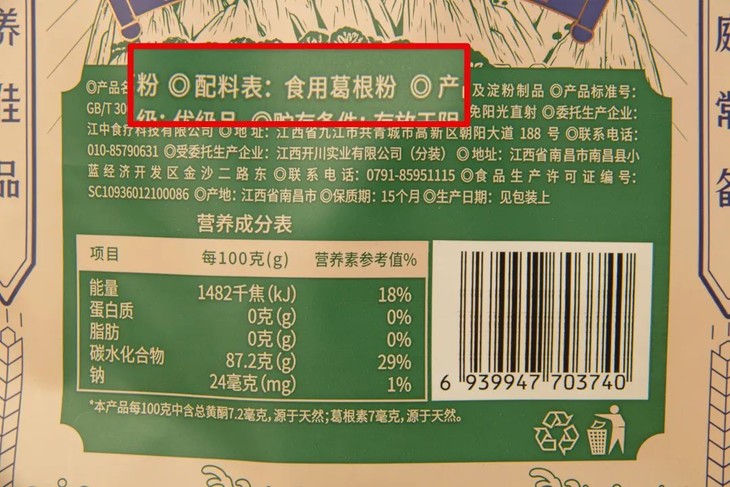 养
性
品
庭
常
备
粉 ◎配料表：食用葛根粉 ◎产
◎产品名
及淀粉制品 ◎产品标准号：
GB/T 30
级：优级品 ◎贮存条件：存放于阴
免阳光直射 ◎委托生产企业：
江中食疗科技有限公司 ◎地址：江西省九江市共青城市高新区朝阳大道 188 号 ◎联系电话：
010-85790631 ◎受委托生产企业：江西开川实业有限公司（分装） ◎地址：江西省南昌市南昌县小
蓝经济开发区金沙二路东 ◎联系电话：0791-85951115 ◎食品生产许可证编号：
SC10936012100086 ◎产地：江西省南昌市 ◎保质期：15个月 ◎生产日期：见包装上
营养成分表
项目 每100克(g) 营养素参考值%
能量 1482千焦(kJ) 18%
蛋白质 0克(g) 0%
脂肪 0克(g) 0%
碳水化合物 87.2克(g) 29%
钠 24毫克(mg) 1%
*本产品每100克中含总黄酮7.2毫克，源于天然；葛根素7毫克，源于天然。
6 939947 703740